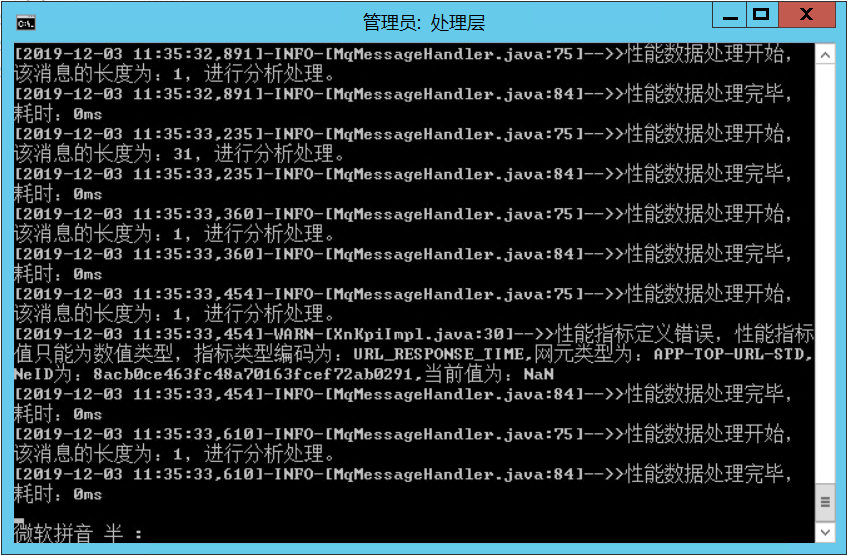 管理员: 处理层
[2019-12-03 11:35:32,891]-INFO-[MqMessageHandler.java:75]-->>性能数据处理开始,
该消息的长度为: 1, 进行分析处理。
[2019-12-03 11:35:32,891]-INFO-[MqMessageHandler.java:84]-->>性能数据处理完毕,
耗时: 0ms
[2019-12-03 11:35:33,235]-INFO-[MqMessageHandler.java:75]-->>性能数据处理开始,
该消息的长度为: 31, 进行分析处理。
[2019-12-03 11:35:33,235]-INFO-[MqMessageHandler.java:84]-->>性能数据处理完毕,
耗时: 0ms
[2019-12-03 11:35:33,360]-INFO-[MqMessageHandler.java:75]-->>性能数据处理开始,
该消息的长度为: 1, 进行分析处理。
[2019-12-03 11:35:33,360]-INFO-[MqMessageHandler.java:84]-->>性能数据处理完毕,
耗时: 0ms
[2019-12-03 11:35:33,454]-INFO-[MqMessageHandler.java:75]-->>性能数据处理开始,
该消息的长度为: 1, 进行分析处理。
[2019-12-03 11:35:33,454]-WARN-[XnKpiImpl.java:30]-->>性能指标定义错误, 性能指标
值只能为数值类型, 指标类型编码为: URL_RESPONSE_TIME,网元类型为: APP-TOP-URL-STD,
NeID为: 8acb0ce463fc48a70163fcef72ab0291,当前值为: NaN
[2019-12-03 11:35:33,454]-INFO-[MqMessageHandler.java:84]-->>性能数据处理完毕,
耗时: 0ms
[2019-12-03 11:35:33,610]-INFO-[MqMessageHandler.java:75]-->>性能数据处理开始,
该消息的长度为: 1, 进行分析处理。
[2019-12-03 11:35:33,610]-INFO-[MqMessageHandler.java:84]-->>性能数据处理完毕,
耗时: 0ms
微软拼音 半 :